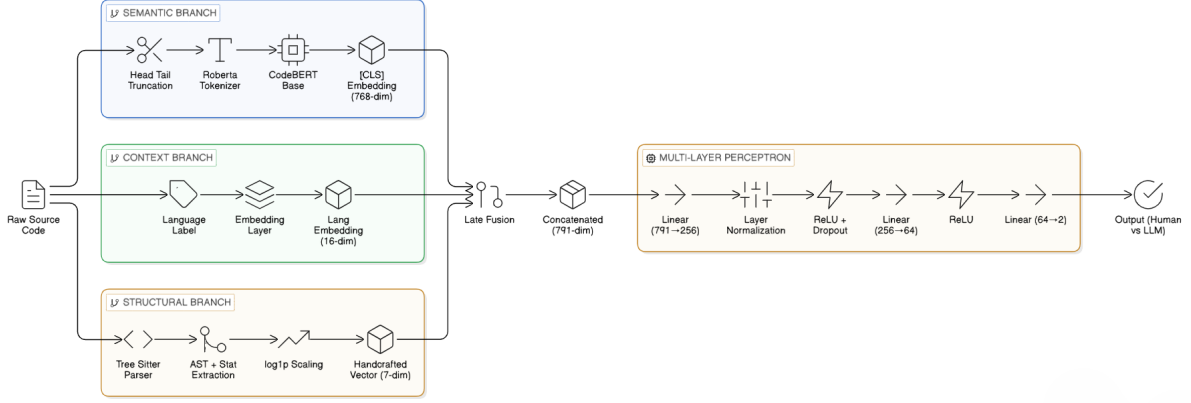 SEMANTIC BRANCH
Head Tail
Truncation
Roberta
Tokenizer
CodeBERT
Base
[CLS]
Embedding
(768-dim)
CONTEXT BRANCH
Language
Label
Embedding
Layer
Lang
Embedding
(16-dim)
STRUCTURAL BRANCH
Tree Sitter
Parser
AST + Stat
Extraction
log1p Scaling
Handcrafted
Vector (7-dim)
Raw Source
Code
Late Fusion
Concatenated
(791-dim)
MULTI-LAYER PERCEPTRON
Linear
(791→256)
Layer
Normalization
ReLU +
Dropout
Linear
(256→64)
ReLU
Linear (64→2)
Output (Human
vs LLM)